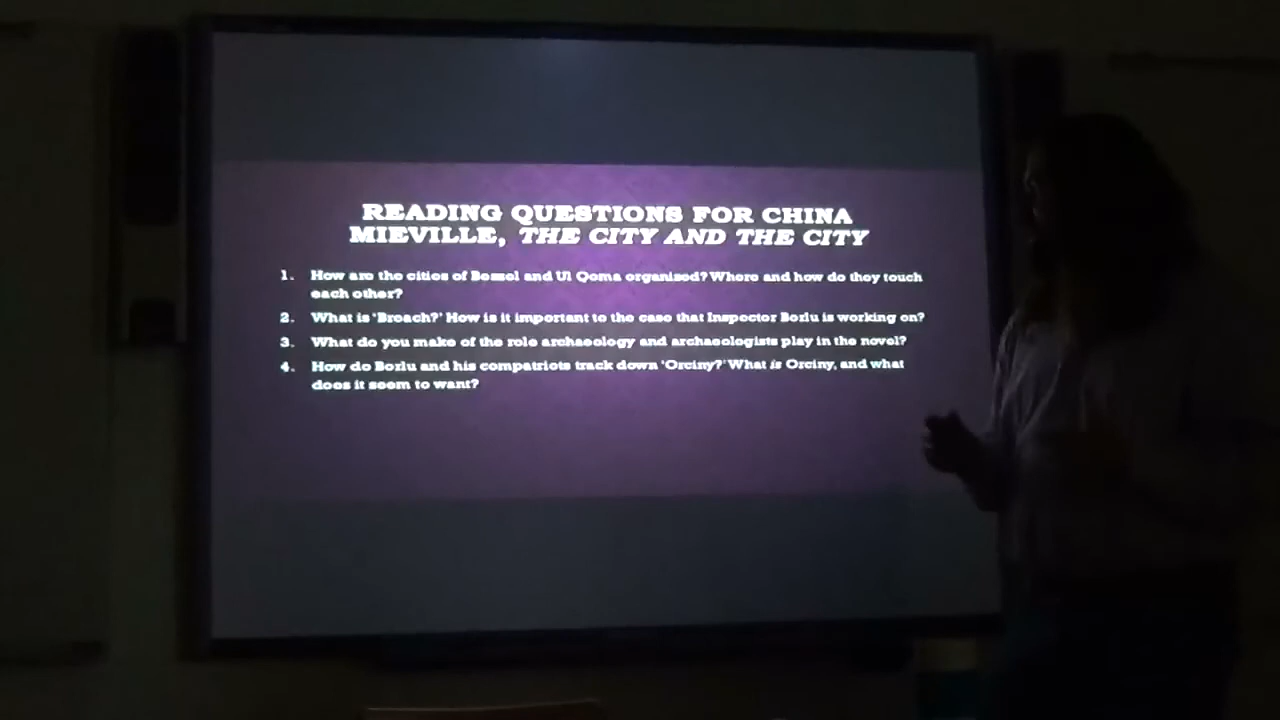 READING QUESTIONS FOR CHINA
MIEVILLE, THE CITY AND THE CITY
1. How are the cities of Beszel and Ul Qoma organized? Where and how do they touch
each other?
2. What is 'Breach?' How is it important to the case that Inspector Borlu is working on?
3. What do you make of the role archaeology and archaeologists play in the novel?
4. How do Borlu and his compatriots track down 'Orciny?' What is Orciny, and what
does it seem to want?